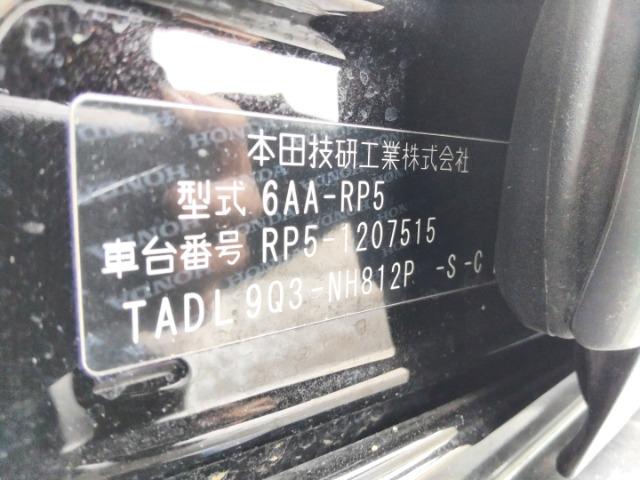 本田技研工業株式会社
型式 6AA-RP5
車台番号 RP5-1207515
TADL 9Q3-NH812P -S-C